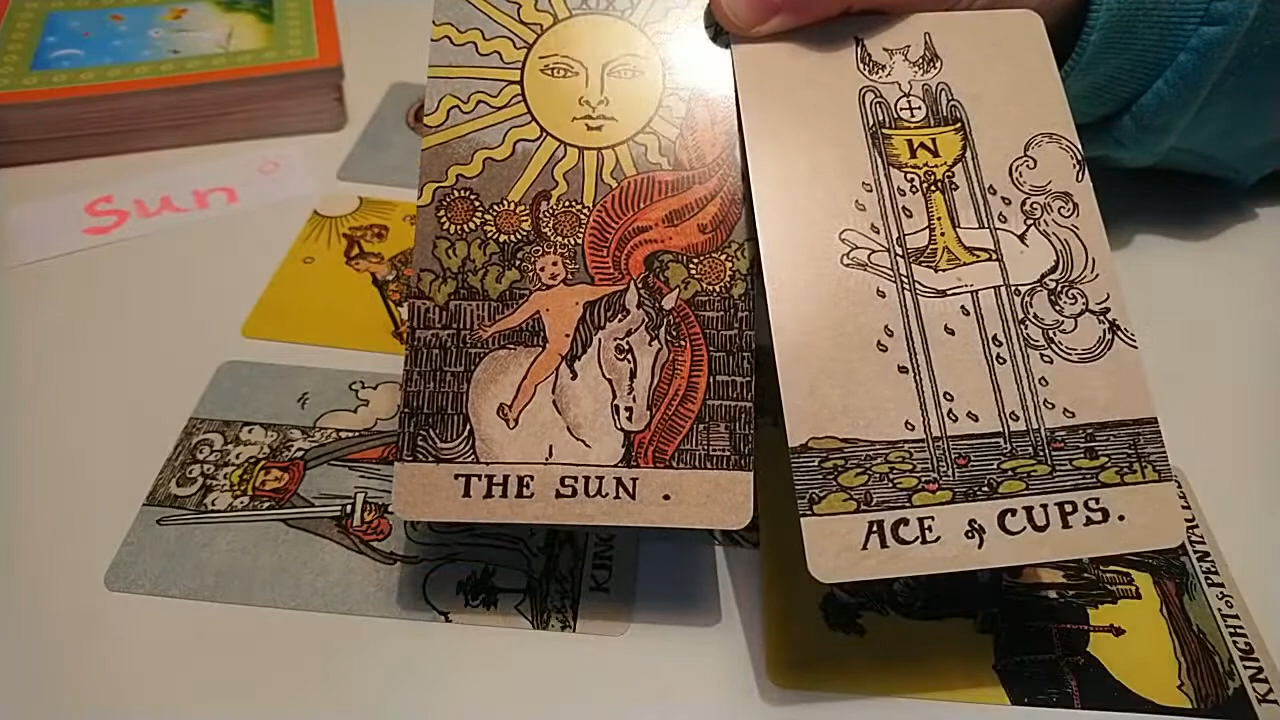 Sun
THE SUN .
ACE of CUPS.
KNIGHT of PENTACLES